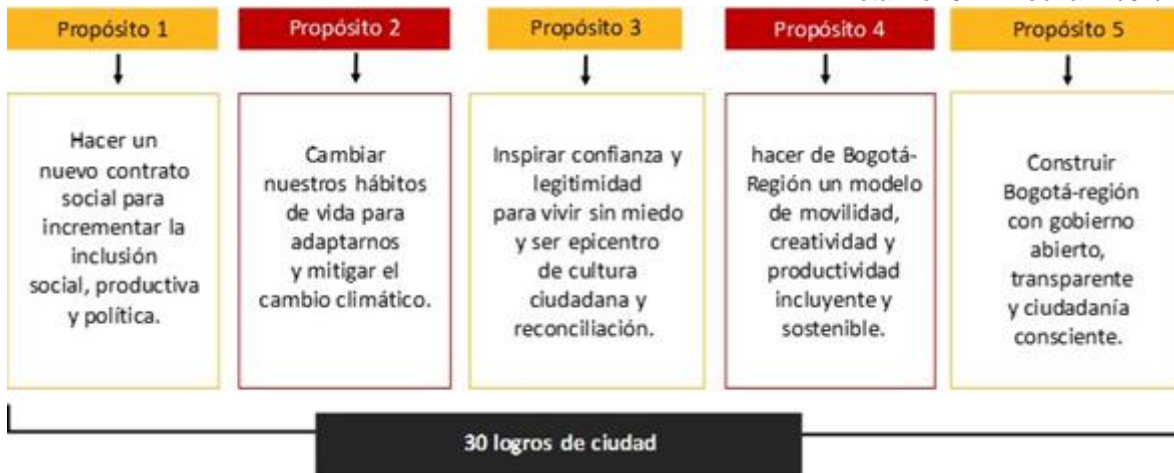 Propósito 1
Hacer un
nuevo contrato
social para
incrementar la
inclusión
social, productiva
y política.
Propósito 2
Cambiar
nuestros hábitos
de vida para
adaptarnos
y mitigar el
cambio climático.
Propósito 3
Inspirar confianza y
legitimidad
para vivir sin miedo
y ser epicentro
de cultura
ciudadana y
reconciliación.
Propósito 4
hacer de Bogotá-
Región un modelo
de movilidad,
creatividad y
productividad
incluyente y
sostenible.
Propósito 5
Construir
Bogotá-región
con gobierno
abierto,
transparente
y ciudadanía
consciente.
30 logros de ciudad